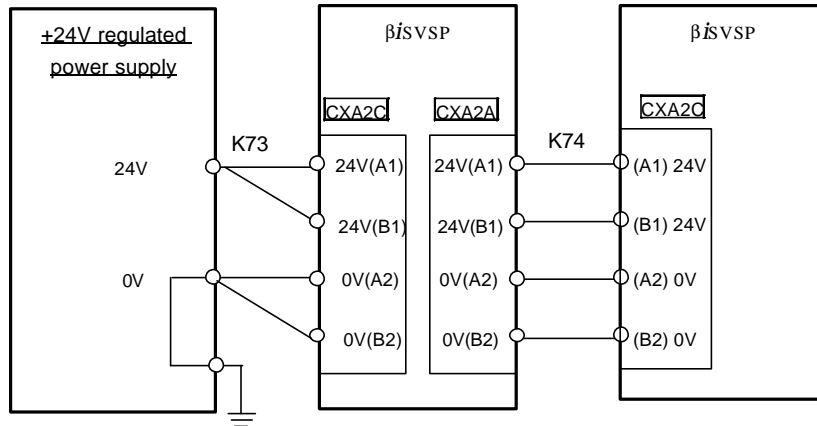 +24V regulated
power supply
24V
0V
K73
βiSVSP
CXA2C
CXA2A
24V(A1)
24V(B1)
0V(A2)
0V(B2)
24V(A1)
24V(B1)
0V(A2)
0V(B2)
K74
βiSVSP
CXA2C
(A1) 24V
(B1) 24V
(A2) 0V
(B2) 0V